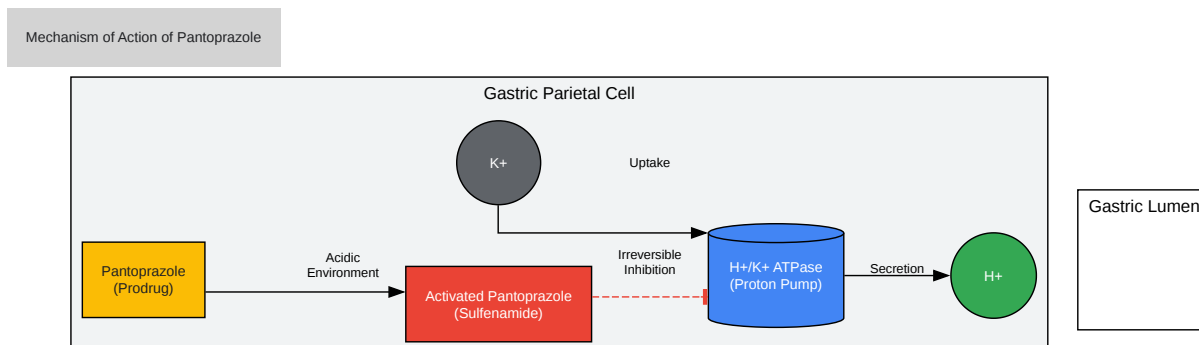 Mechanism of Action of Pantoprazole
Gastric Parietal Cell
K+
Uptake
Gastric Lumen
Pantoprazole
(Prodrug)
Acidic
Environment
Activated Pantoprazole
(Sulfenamide)
Irreversible
Inhibition
H+/K+ ATPase
(Proton Pump)
Secretion
H+